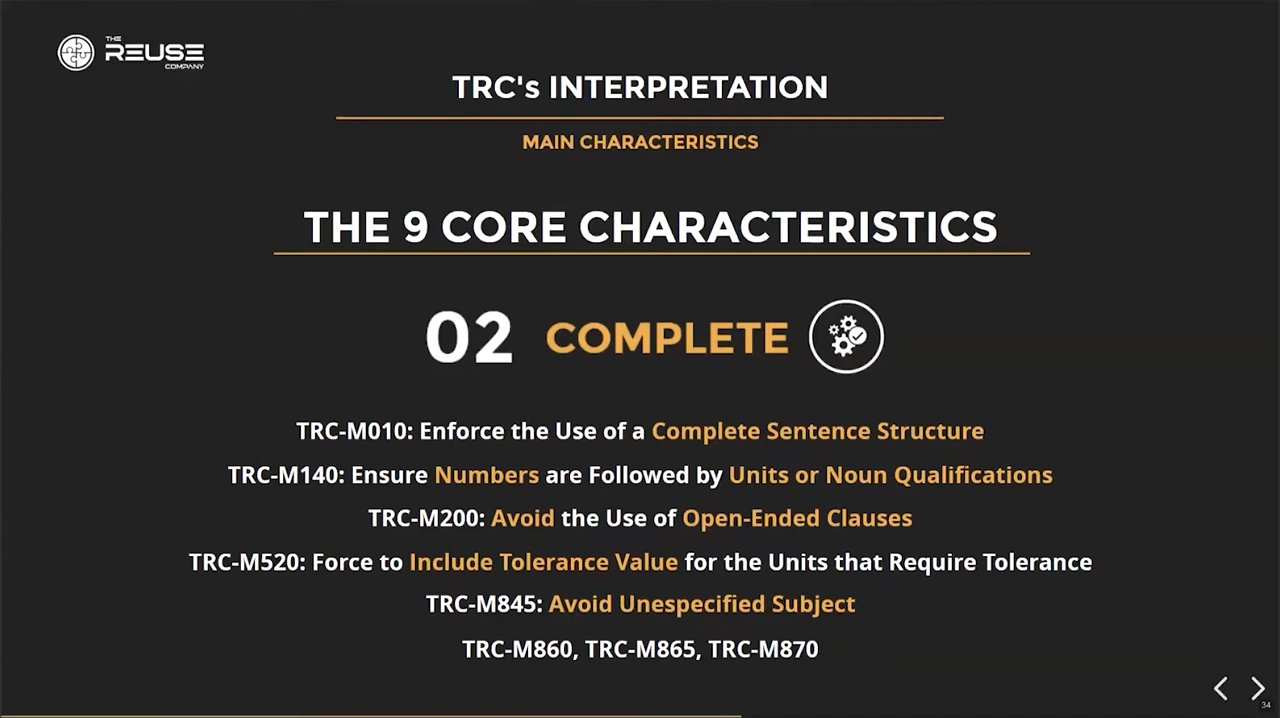 THE
REUSE
COMPANY
TRC's INTERPRETATION
MAIN CHARACTERISTICS
THE 9 CORE CHARACTERISTICS
02 COMPLETE
TRC-M010: Enforce the Use of a Complete Sentence Structure
TRC-M140: Ensure Numbers are Followed by Units or Noun Qualifications
TRC-M200: Avoid the Use of Open-Ended Clauses
TRC-M520: Force to Include Tolerance Value for the Units that Require Tolerance
TRC-M845: Avoid Unespecified Subject
TRC-M860, TRC-M865, TRC-M870
34